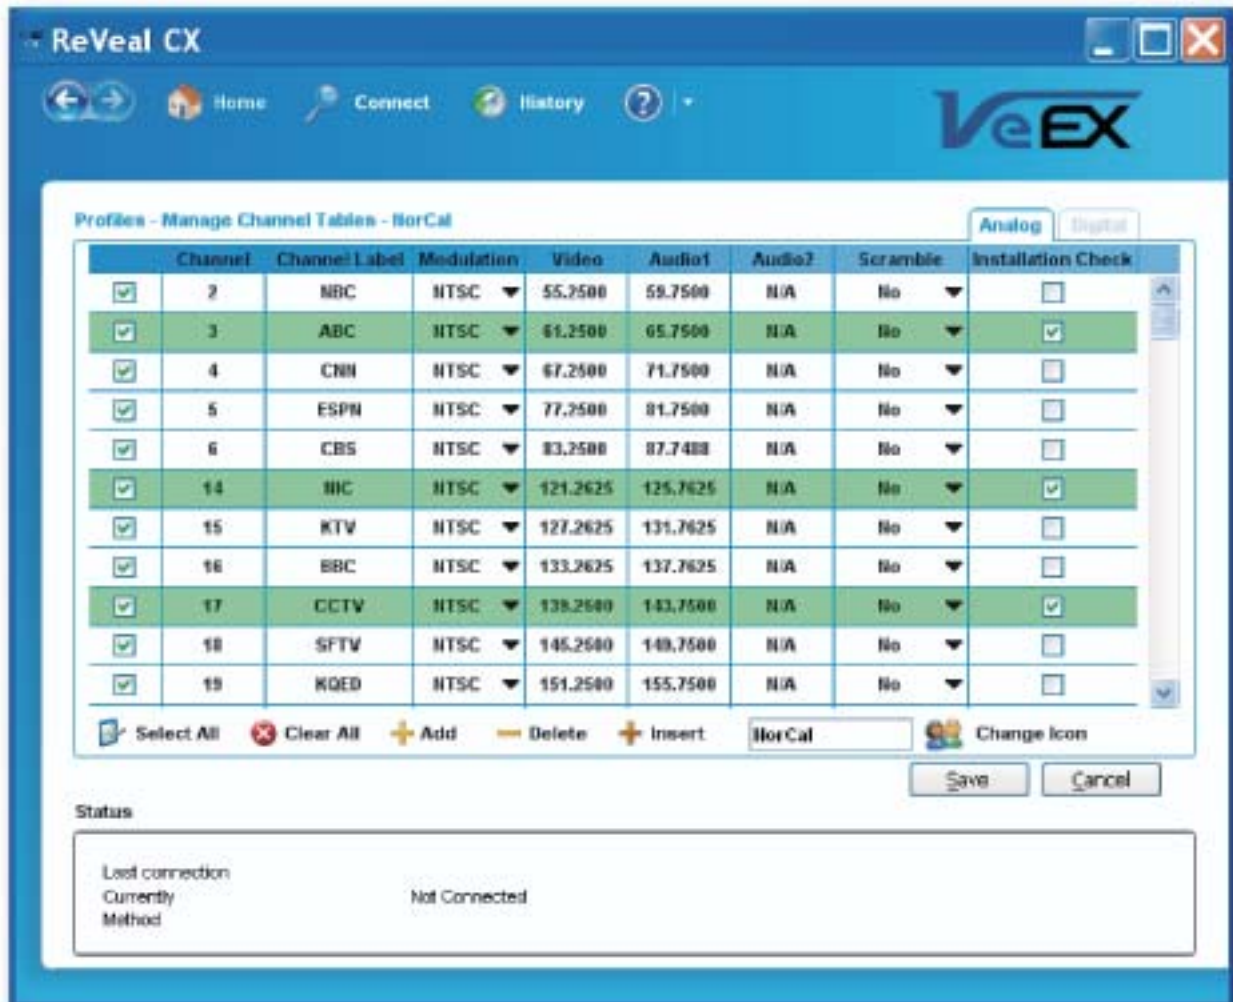 ReVeal CX
Home Connect History ?
VeEX
Profiles - Manage Channel Tables - NorCal
Analog Digital
Channel Channel Label Modulation Video Audio1 Audio2 Scramble Installation Check
2 NBC NTSC 55.2500 59.7500 N/A No
3 ABC NTSC 61.2500 65.7500 N/A No
4 CNN NTSC 67.2500 71.7500 N/A No
5 ESPN NTSC 77.2500 81.7500 N/A No
6 CBS NTSC 83.2500 87.7488 N/A No
14 NIC NTSC 121.2625 125.7625 N/A No
15 KTV NTSC 127.2625 131.7625 N/A No
16 BBC NTSC 133.2625 137.7625 N/A No
17 CCTV NTSC 139.2500 143.7500 N/A No
18 SFTV NTSC 145.2500 149.7500 N/A No
19 KQED NTSC 151.2500 155.7500 N/A No
Select All Clear All Add Delete Insert NorCal Change Icon
Save Cancel
Status
Last connection
Currently Not Connected
Method